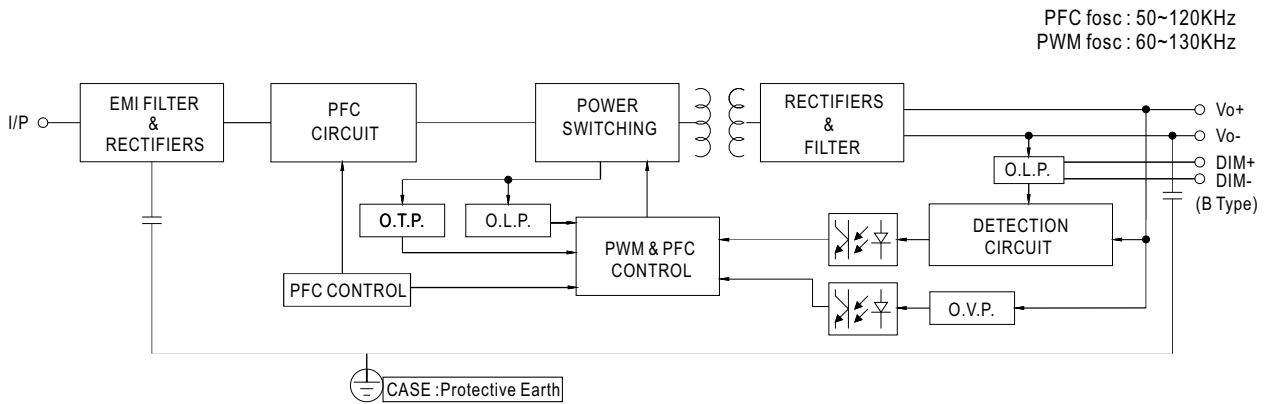 PFC fosc : 50~120KHz
PWM fosc : 60~130KHz
I/P
EMI FILTER
&
RECTIFIERS
PFC
CIRCUIT
POWER
SWITCHING
RECTIFIERS
&
FILTER
Vo+
Vo-
DIM+
DIM-
(B Type)
O.L.P.
O.T.P.
O.L.P.
DETECTION
CIRCUIT
PWM & PFC
CONTROL
PFC CONTROL
O.V.P.
CASE :Protective Earth